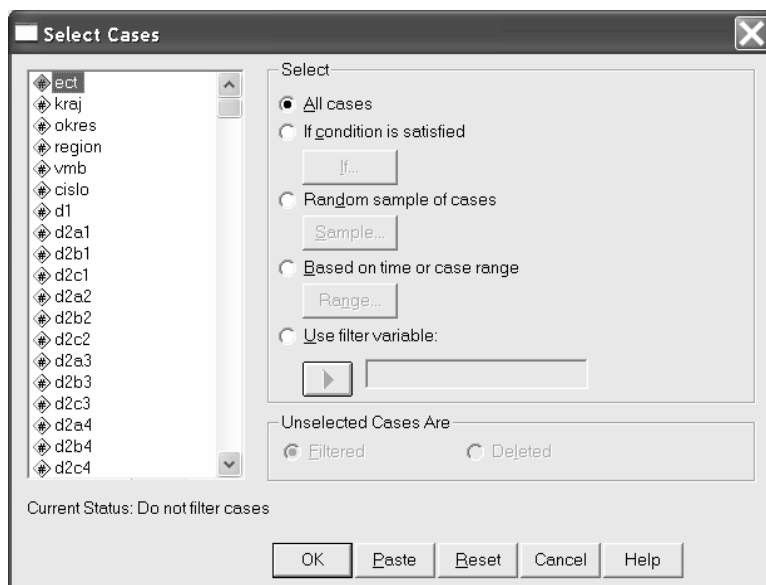 Select Cases
ect
kraj
okres
region
vmb
cislo
d1
d2a1
d2b1
d2c1
d2a2
d2b2
d2c2
d2a3
d2b3
d2c3
d2a4
d2b4
d2c4
Select
All cases
If condition is satisfied
If...
Random sample of cases
Sample...
Based on time or case range
Range...
Use filter variable:
Unselected Cases Are
Filtered Deleted
Current Status: Do not filter cases
OK Paste Reset Cancel Help